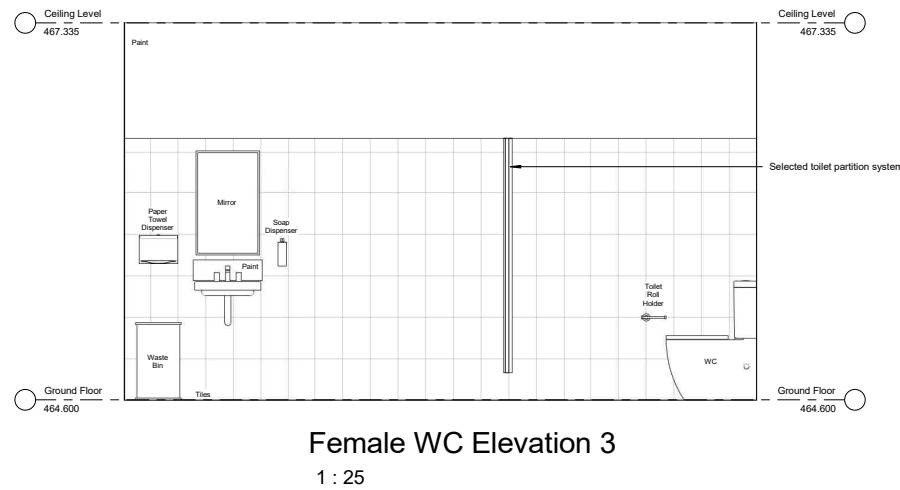 Ceiling Level
467.335
Ceiling Level
467.335
Paint
Selected toilet partition system
Mirror
Paper
Towel
Dispenser
Soap
Dispenser
Paint
Toilet
Roll
Holder
Waste
Bin
WC
Tiles
Ground Floor
464.600
Ground Floor
464.600
Female WC Elevation 3
1 : 25